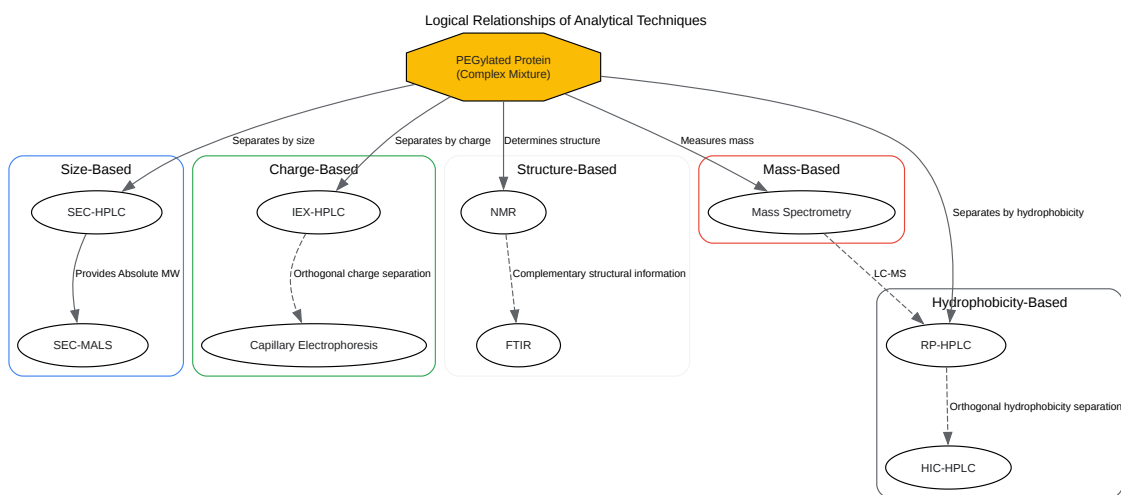 Logical Relationships of Analytical Techniques
PEGylated Protein
(Complex Mixture)
Separates by size
Separates by charge
Determines structure
Measures mass
Size-Based
Charge-Based
Structure-Based
Mass-Based
SEC-HPLC
IEX-HPLC
NMR
Mass Spectrometry
Separates by hydrophobicity
Provides Absolute MW
Orthogonal charge separation
Complementary structural information
LC-MS
Hydrophobicity-Based
SEC-MALS
Capillary Electrophoresis
FTIR
RP-HPLC
Orthogonal hydrophobicity separation
HIC-HPLC